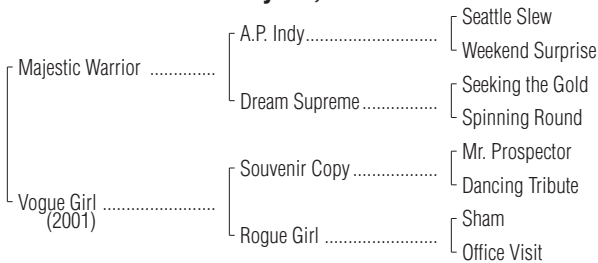 Seattle Slew
A.P. Indy..................
Weekend Surprise
Majestic Warrior .............
Seeking the Gold
Dream Supreme................
Spinning Round
Mr. Prospector
Souvenir Copy.................
Dancing Tribute
Vogue Girl ......................
(2001)
Sham
Rogue Girl ......................
Office Visit